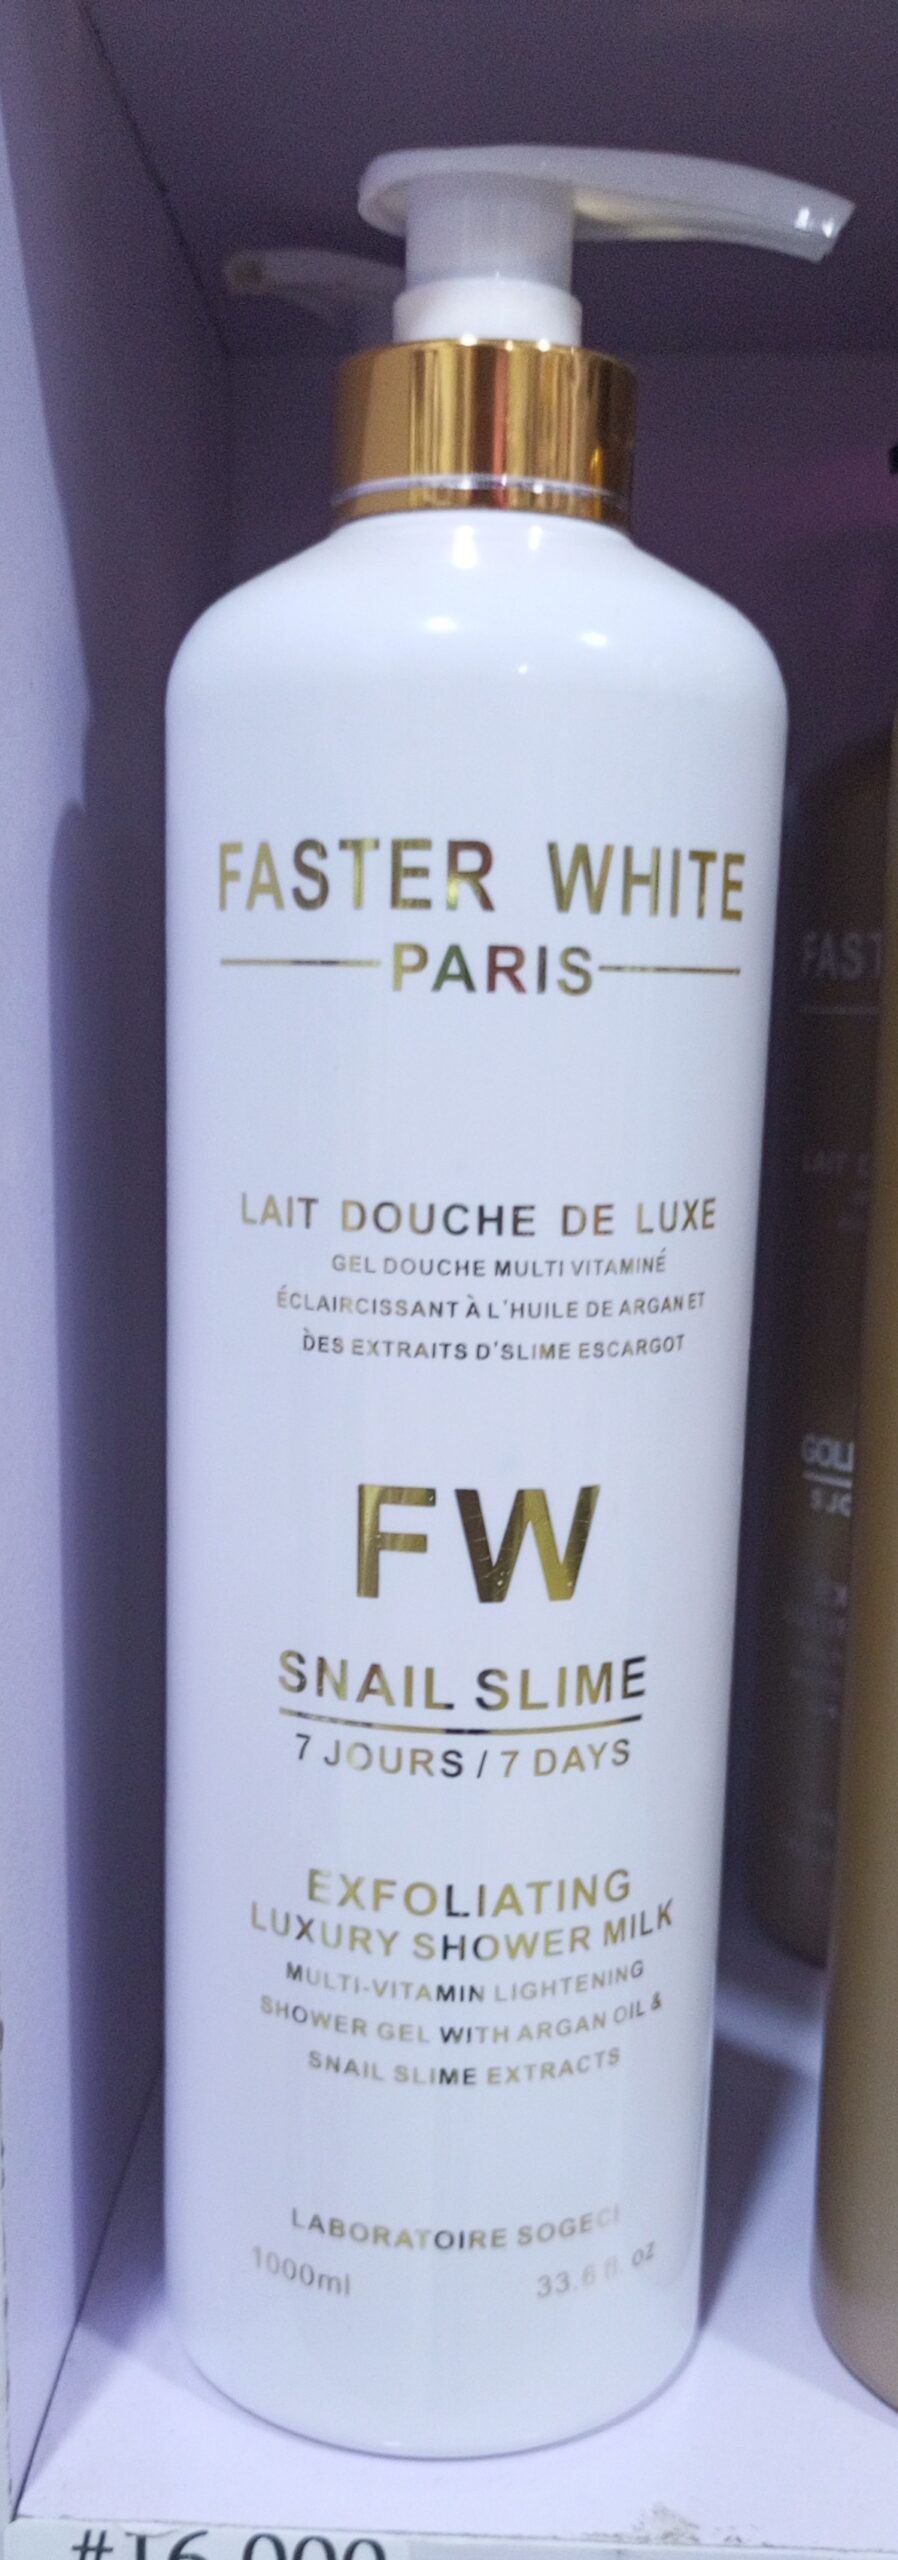 FASTER WHITE
PARIS
LAIT DOUCHE DE LUXE
GEL DOUCHE MULTI VITAMINÉ
ÉCLAIRCISSANT À L'HUILE DE ARGAN ET
DES EXTRAITS D'SLIME ESCARGOT
FW
SNAIL SLIME
7 JOURS / 7 DAYS
EXFOLIATING
LUXURY SHOWER MILK
MULTI-VITAMIN LIGHTENING
SHOWER GEL WITH ARGAN OIL &
SNAIL SLIME EXTRACTS
LABORATOIRE SOGECI
1000ml 33.6 fl. oz
#16,000